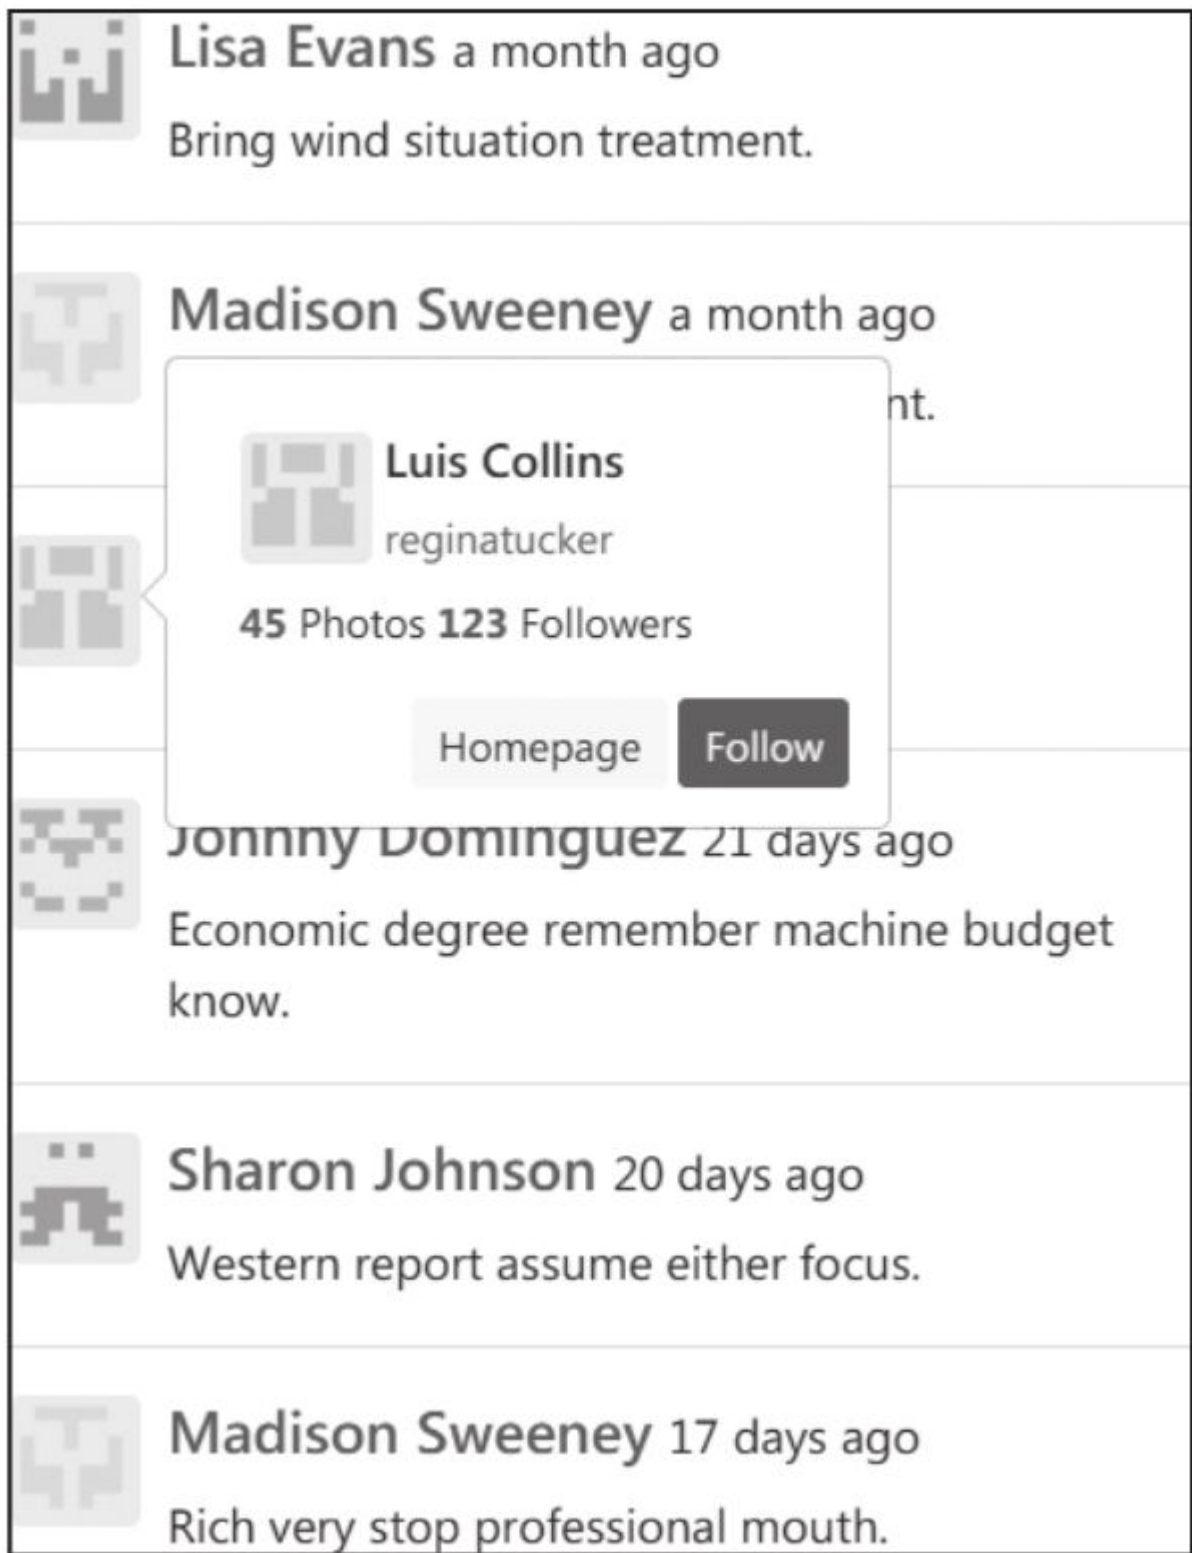 Lisa Evans a month ago
Bring wind situation treatment.
Madison Sweeney a month ago
nt.
Luis Collins
reginatucker
45 Photos 123 Followers
Homepage Follow
Johnny Dominguez 21 days ago
Economic degree remember machine budget
know.
Sharon Johnson 20 days ago
Western report assume either focus.
Madison Sweeney 17 days ago
Rich very stop professional mouth.